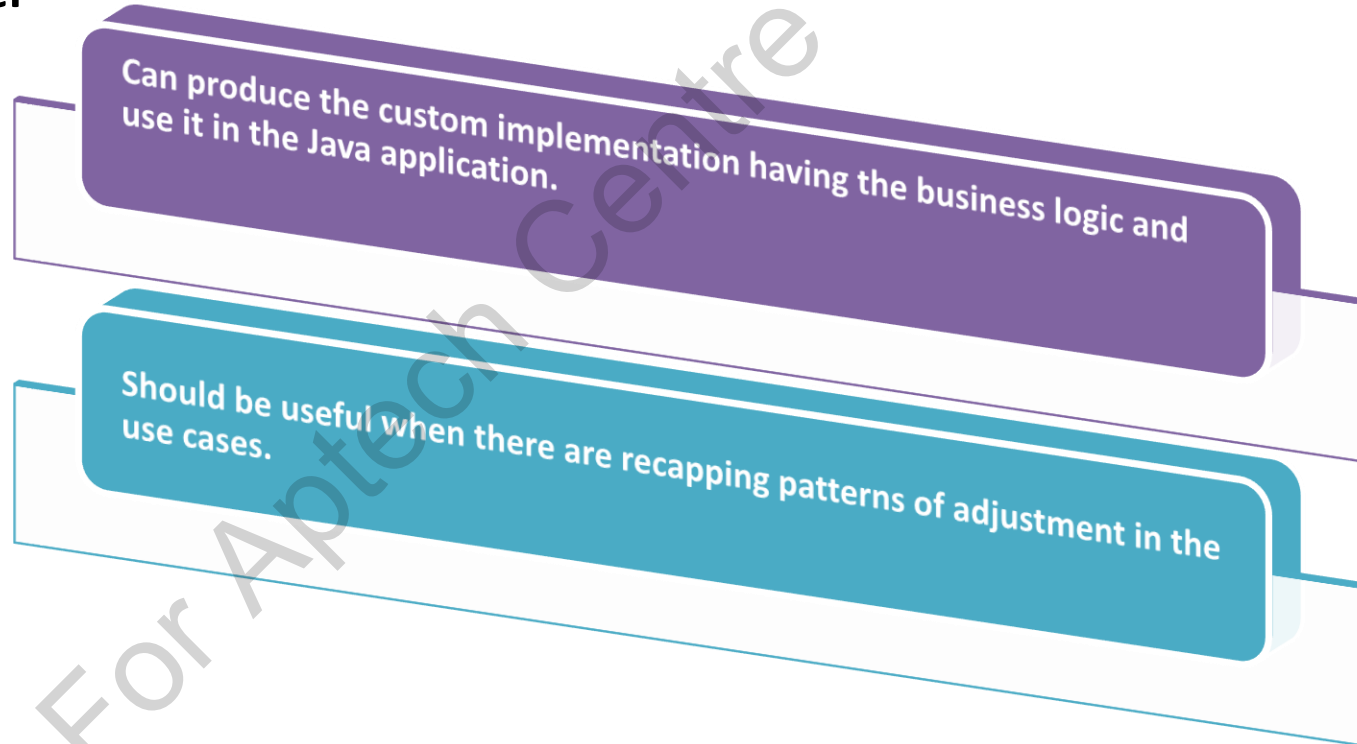 Can produce the custom implementation having the business logic and
use it in the Java application.
Should be useful when there are recapping patterns of adjustment in the
use cases.
For Aptech Centre